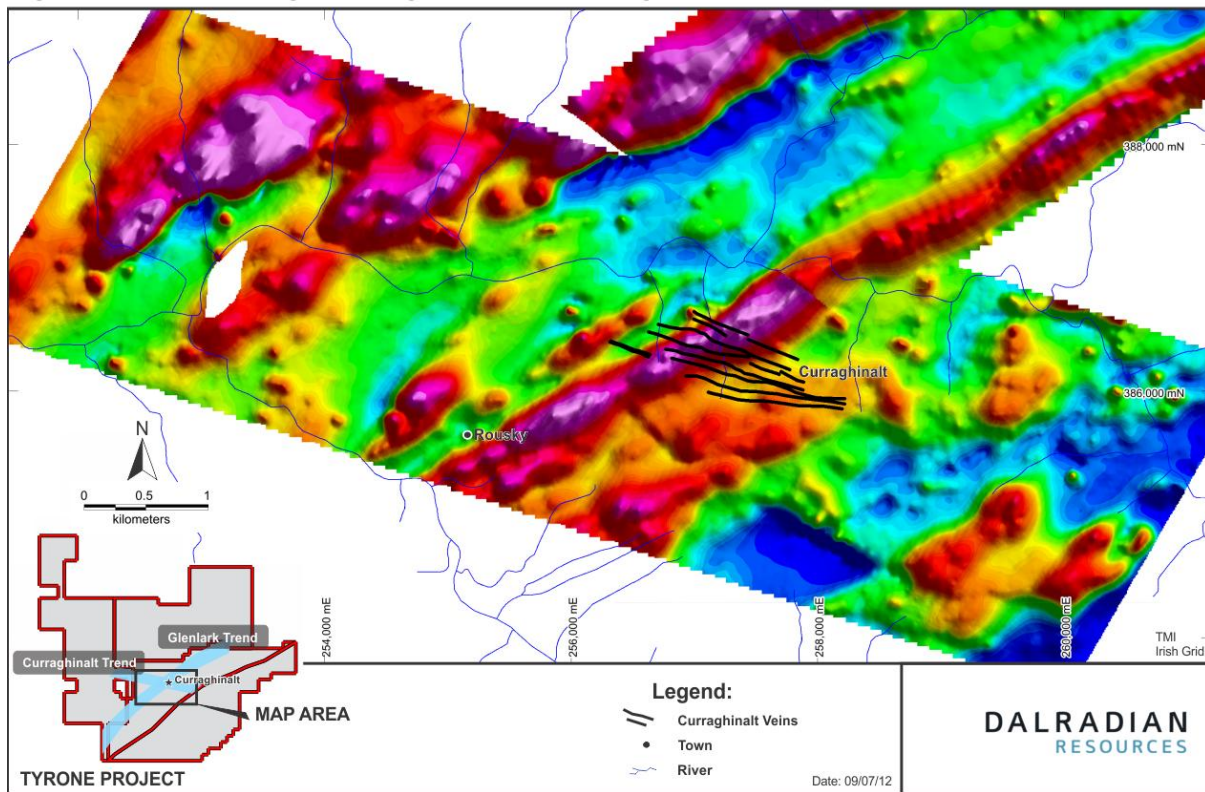 388,000 mN
Curraghinalt
386,000 mN
Rousky
N
0 0.5 1
kilometers
254,000 mE
256,000 mE
258,000 mE
260,000 mE
TMI
Irish Grid
Glenlark Trend
Curraghinalt Trend
Curraghinalt
MAP AREA
TYRONE PROJECT
Legend:
Curraghinalt Veins
Town
River
Date: 09/07/12
DALRADIAN
RESOURCES